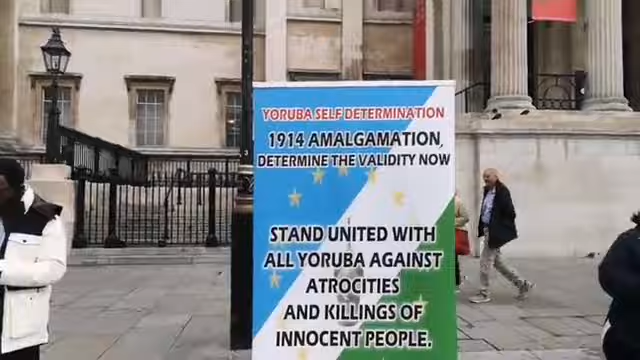 YORUBA SELF DETERMINATION
1914 AMALGAMATION,
DETERMINE THE VALIDITY NOW
STAND UNITED WITH
ALL YORUBA AGAINST
ATROCITIES
AND KILLINGS OF
INNOCENT PEOPLE.